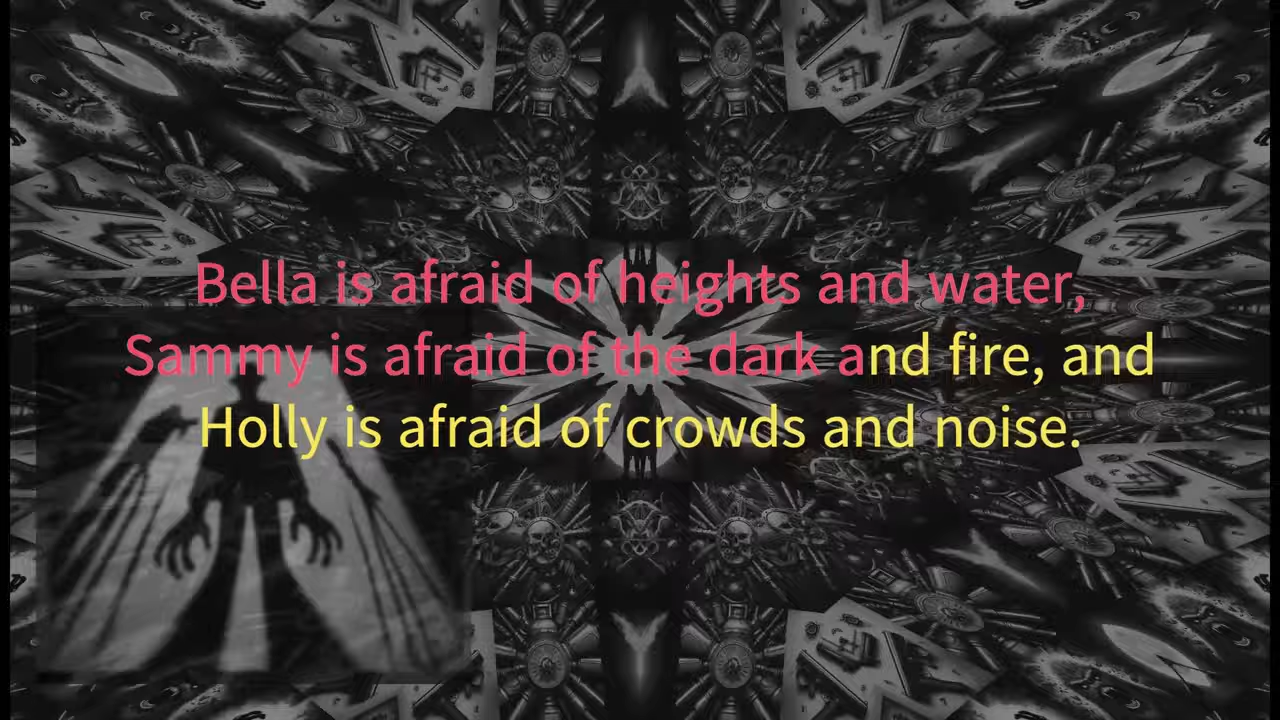 Bella is afraid of heights and water,
Sammy is afraid of the dark and fire, and
Holly is afraid of crowds and noise.